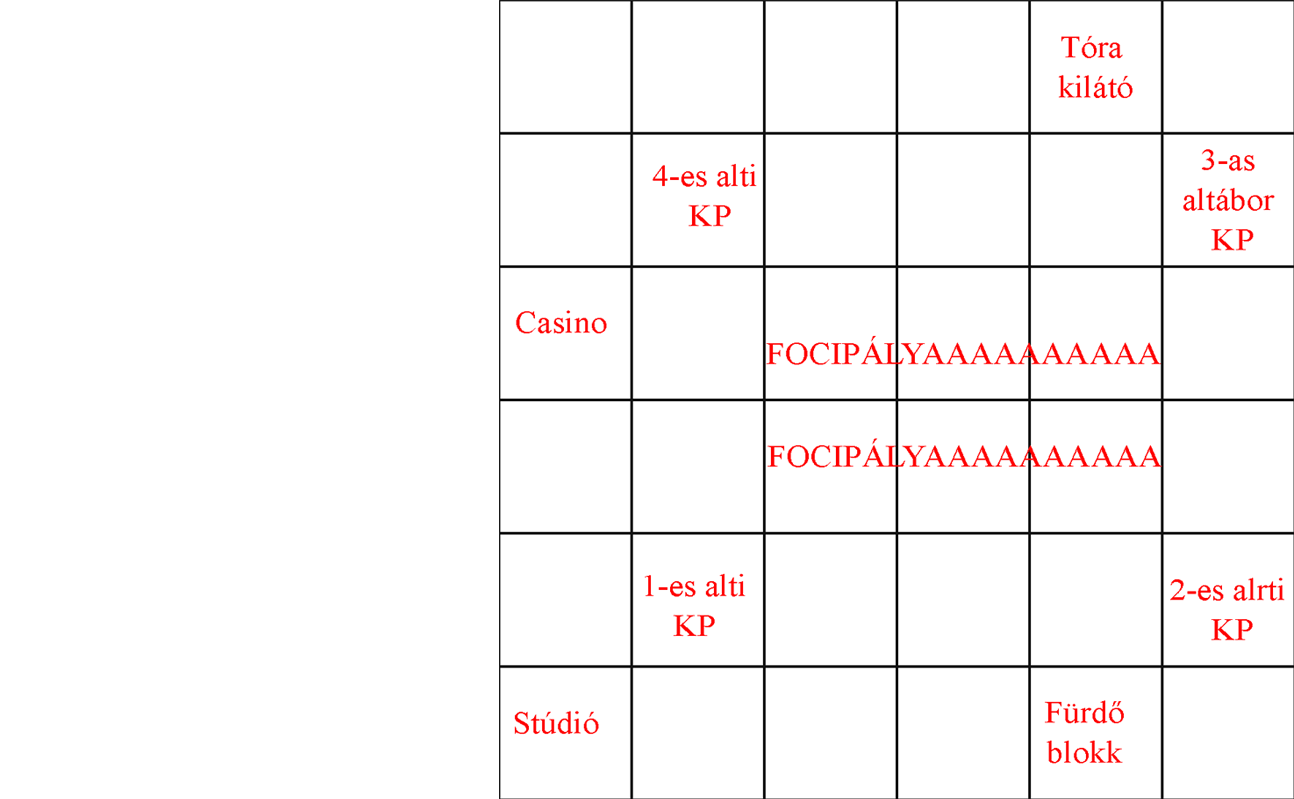 Tóra
kilátó
4-es alti
KP
3-as
altábor
KP
Casino
FOCIPÁLYAAAAAAAAAA
FOCIPÁLYAAAAAAAAAA
1-es alti
KP
2-es alrti
KP
Stúdió
Fürdő
blokk